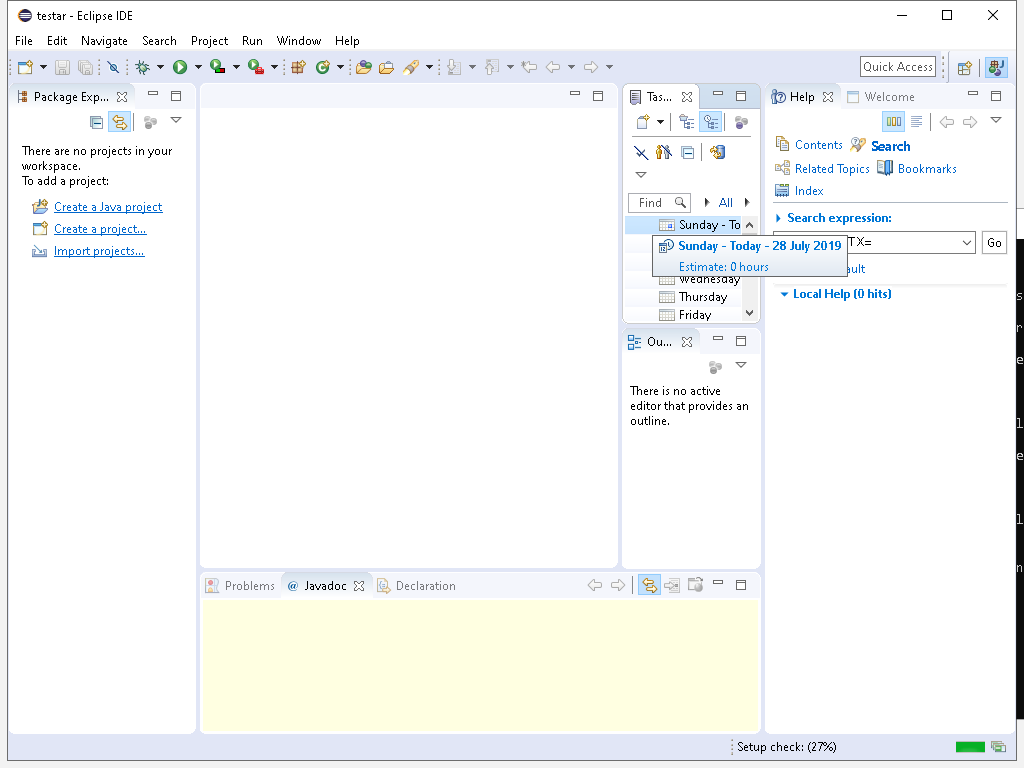 testar - Eclipse IDE
File Edit Navigate Search Project Run Window Help
Quick Access
Package Exp...
There are no projects in your
workspace.
To add a project:
Create a Java project
Create a project...
Import projects...
Tas...
Find
All
Sunday - To
Sunday - Today - 28 July 2019
Estimate: 0 hours
Wednesday
Thursday
Friday
Ou...
There is no active
editor that provides an
outline.
Help
Welcome
Contents
Search
Related Topics
Bookmarks
Index
Search expression:
TX=
Go
ault
Local Help (0 hits)
Problems
@ Javadoc
Declaration
Setup check: (27%)
s
r
e
l
e
l
n